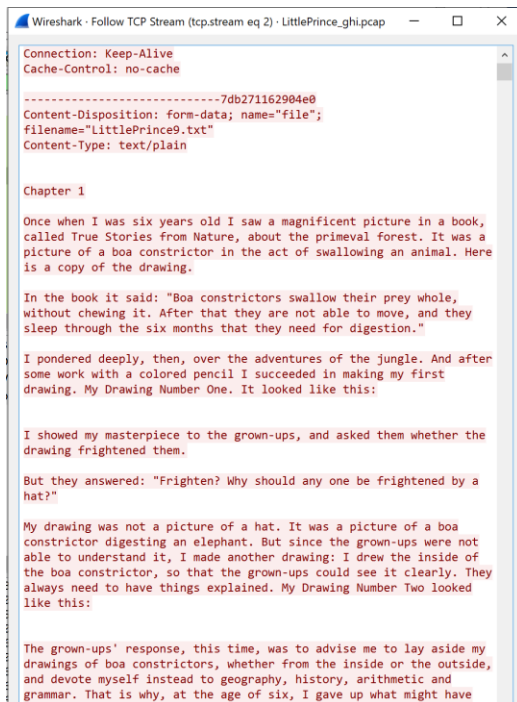 Wireshark · Follow TCP Stream (tcp.stream eq 2) · LittlePrince_ghi.pcap
Connection: Keep-Alive
Cache-Control: no-cache
-----------------------------7db271162904e0
Content-Disposition: form-data; name="file";
filename="LittlePrince9.txt"
Content-Type: text/plain
Chapter 1
Once when I was six years old I saw a magnificent picture in a book,
called True Stories from Nature, about the primeval forest. It was a
picture of a boa constrictor in the act of swallowing an animal. Here
is a copy of the drawing.
In the book it said: "Boa constrictors swallow their prey whole,
without chewing it. After that they are not able to move, and they
sleep through the six months that they need for digestion."
I pondered deeply, then, over the adventures of the jungle. And after
some work with a colored pencil I succeeded in making my first
drawing. My Drawing Number One. It looked like this:
I showed my masterpiece to the grown-ups, and asked them whether the
drawing frightened them.
But they answered: "Frighten? Why should any one be frightened by a
hat?"
My drawing was not a picture of a hat. It was a picture of a boa
constrictor digesting an elephant. But since the grown-ups were not
able to understand it, I made another drawing: I drew the inside of
the boa constrictor, so that the grown-ups could see it clearly. They
always need to have things explained. My Drawing Number Two looked
like this:
The grown-ups' response, this time, was to advise me to lay aside my
drawings of boa constrictors, whether from the inside or the outside,
and devote myself instead to geography, history, arithmetic and
grammar. That is why, at the age of six, I gave up what might have